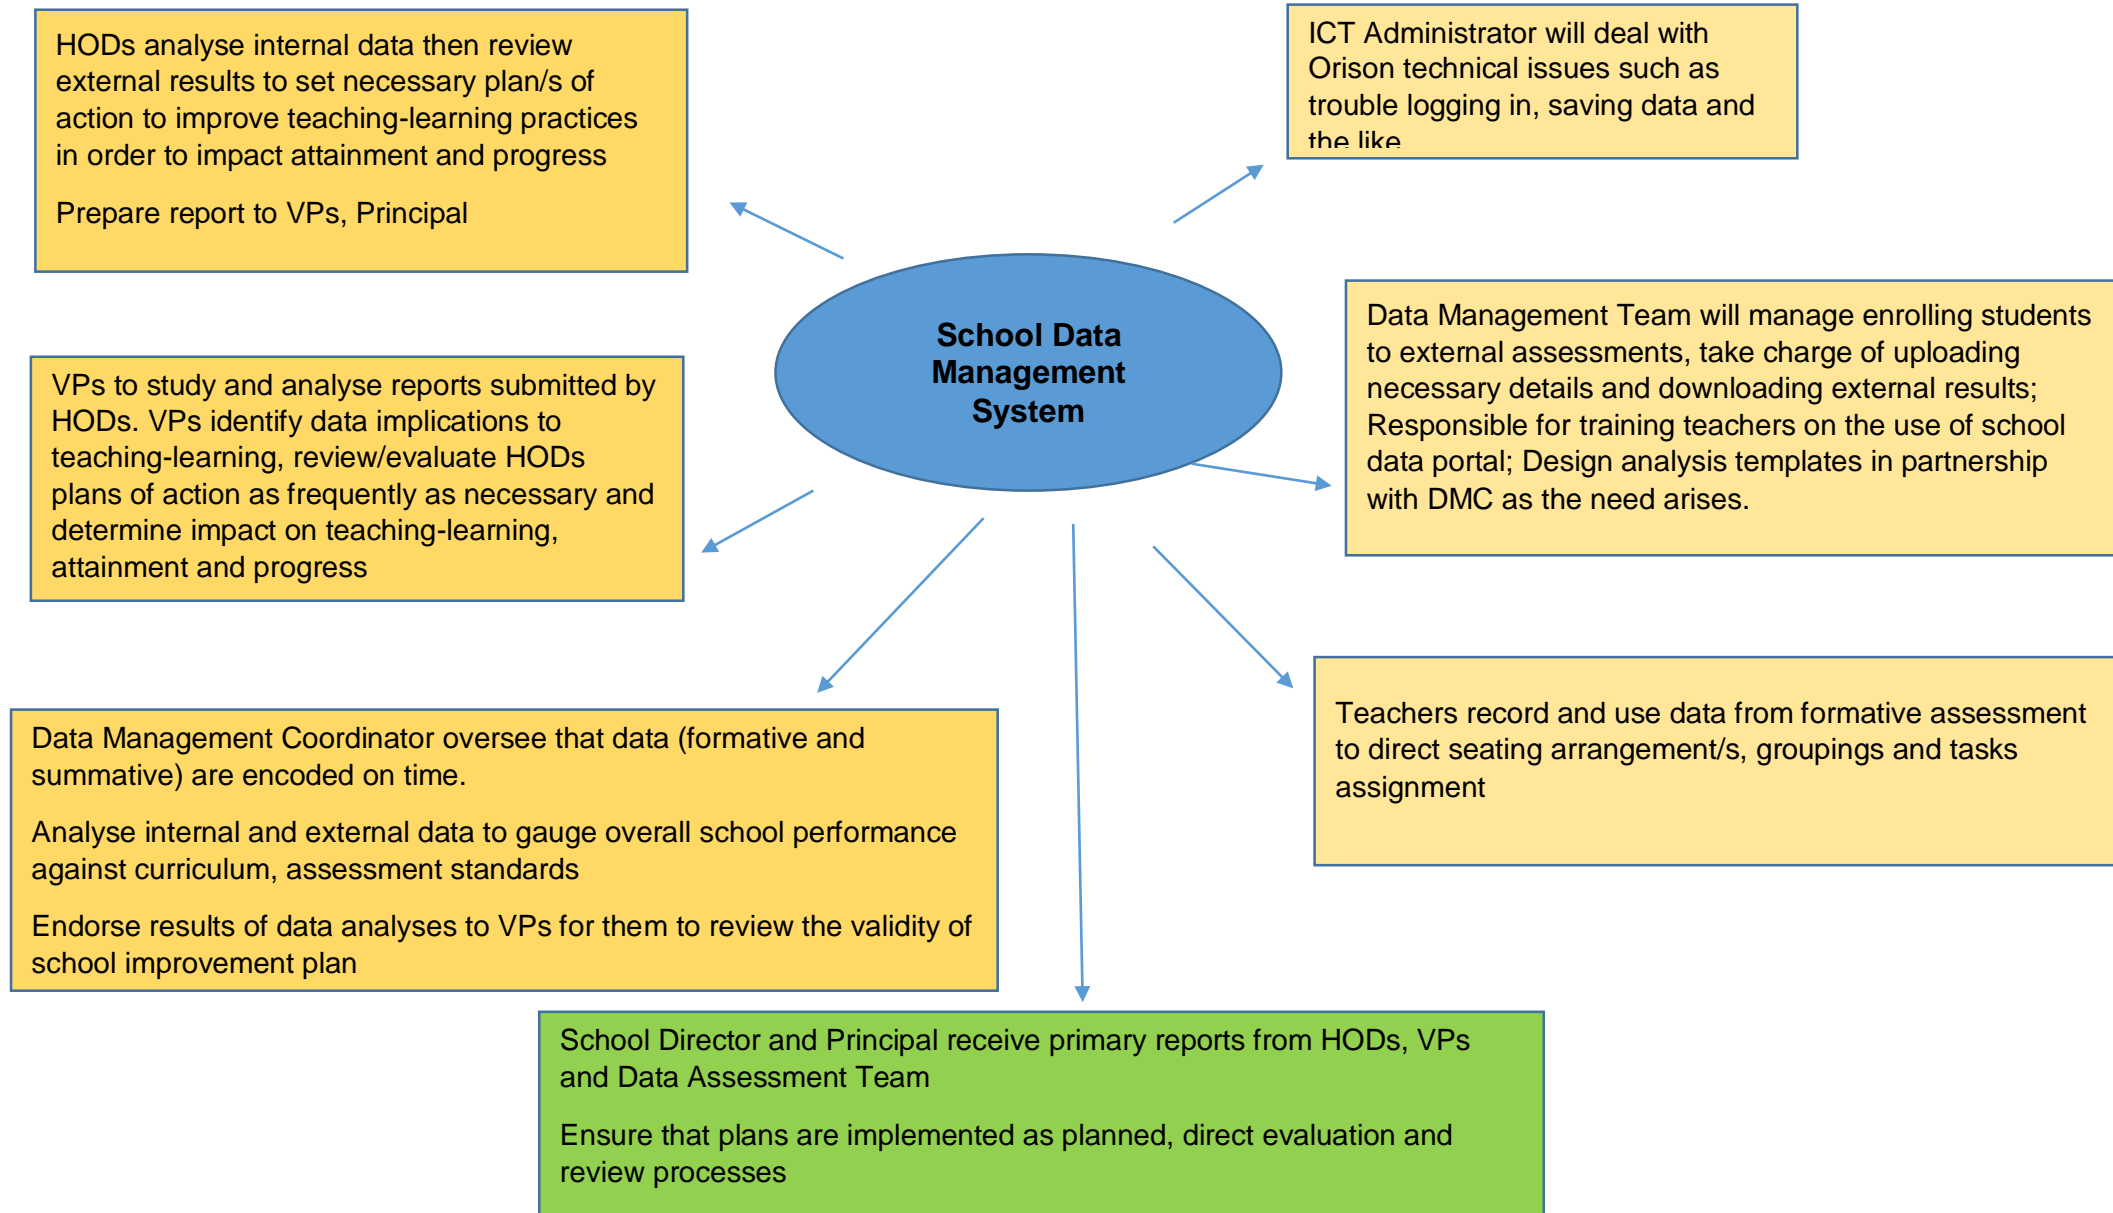 HODs analyse internal data then review
external results to set necessary plan/s of
action to improve teaching-learning practices
in order to impact attainment and progress
Prepare report to VPs, Principal
ICT Administrator will deal with
Orison technical issues such as
trouble logging in, saving data and
the like
School Data
Management
System
Data Management Team will manage enrolling students
to external assessments, take charge of uploading
necessary details and downloading external results;
Responsible for training teachers on the use of school
data portal; Design analysis templates in partnership
with DMC as the need arises.
VPs to study and analyse reports submitted by
HODs. VPs identify data implications to
teaching-learning, review/evaluate HODs
plans of action as frequently as necessary and
determine impact on teaching-learning,
attainment and progress
Data Management Coordinator oversee that data (formative and
summative) are encoded on time.
Analyse internal and external data to gauge overall school performance
against curriculum, assessment standards
Endorse results of data analyses to VPs for them to review the validity of
school improvement plan
Teachers record and use data from formative assessment
to direct seating arrangement/s, groupings and tasks
assignment
School Director and Principal receive primary reports from HODs, VPs
and Data Assessment Team
Ensure that plans are implemented as planned, direct evaluation and
review processes